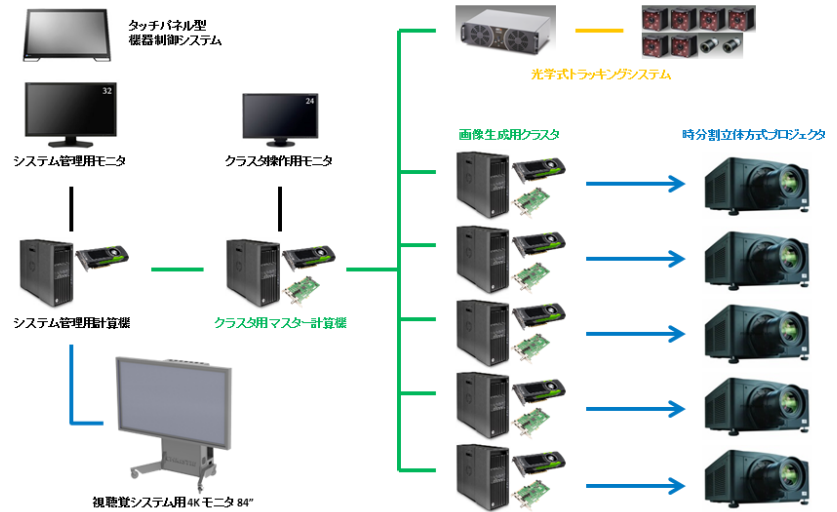 タッチパネル型
機器制御システム
光学式トラッキングシステム
32
24
画像生成用クラスタ
時分割立体方式プロジェクタ
システム管理用モニタ
クラスタ操作用モニタ
システム管理用計算機
クラスタ用マスター計算機
視聴覚システム用4Kモニタ84”